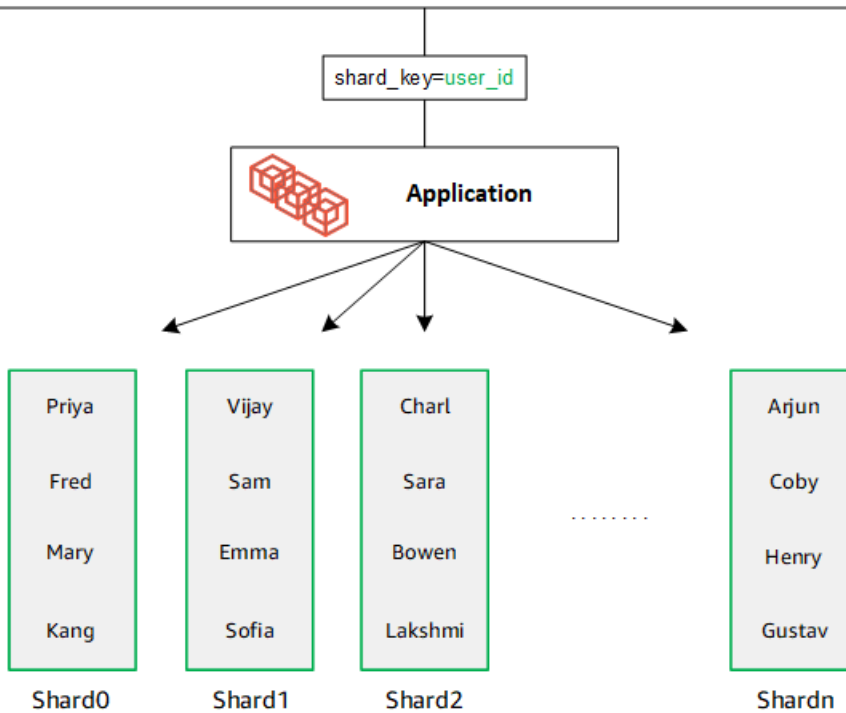 shard_key=user_id
Application
Priya
Fred
Mary
Kang
Shard0
Vijay
Sam
Emma
Sofia
Shard1
Charl
Sara
Bowen
Lakshmi
Shard2
. . . . . . . .
Arjun
Coby
Henry
Gustav
Shardn